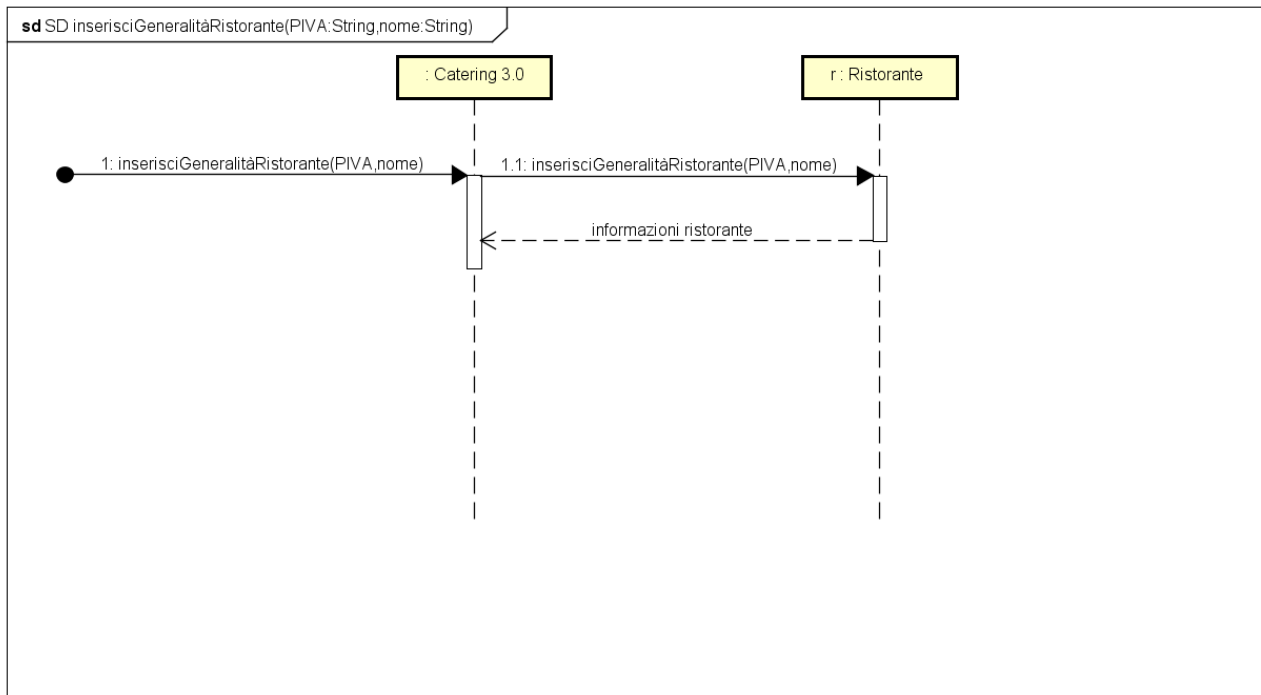 sd SD inserisciGeneralitàRistorante(PIVA:String,nome:String)
: Catering 3.0
r : Ristorante
1: inserisciGeneralitàRistorante(PIVA,nome)
1.1: inserisciGeneralitàRistorante(PIVA,nome)
informazioni ristorante